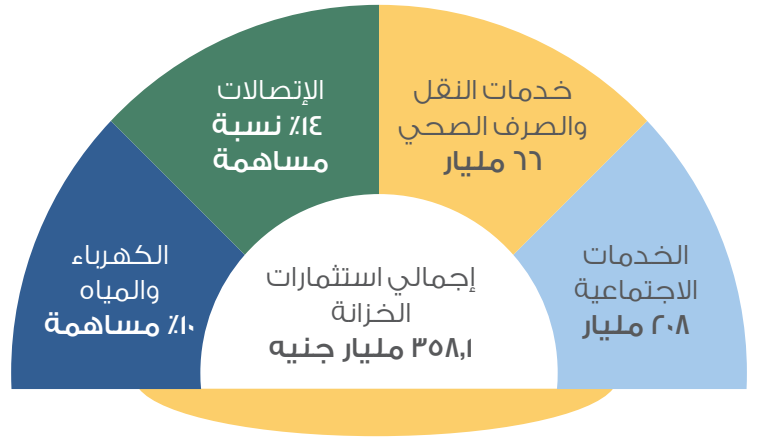 خدمات النقل
والصرف الصحي
٦٦ مليار
الإتصالات
١٤٪ نسبة
مساهمة
الخدمات
الاجتماعية
٢٠٨ مليار
الكهرباء
والمياه
١٠٪ مساهمة
إجمالي استثمارات
الخزانة
٣٥٨,١ مليار جنيه